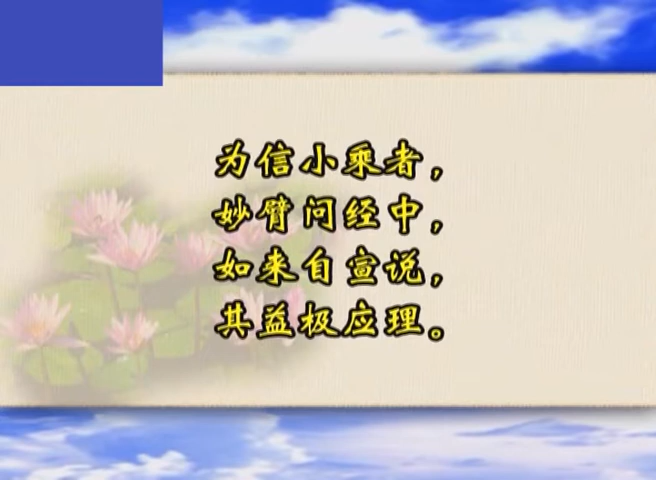 为信小乘者，
妙臂问经中，
如来自宣说，
其益极应理。